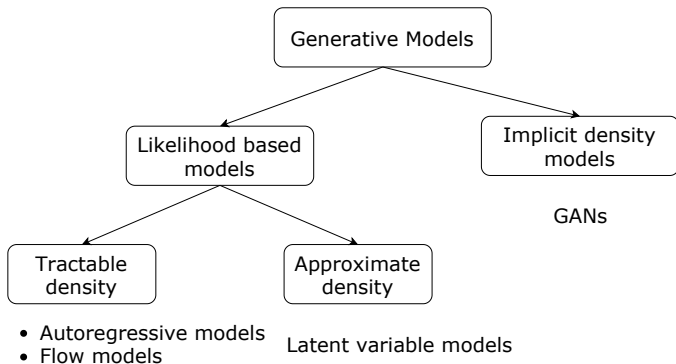 Generative Models
Likelihood based
models
Implicit density
models
GANs
Tractable
density
Approximate
density
• Autoregressive models
• Flow models
Latent variable models